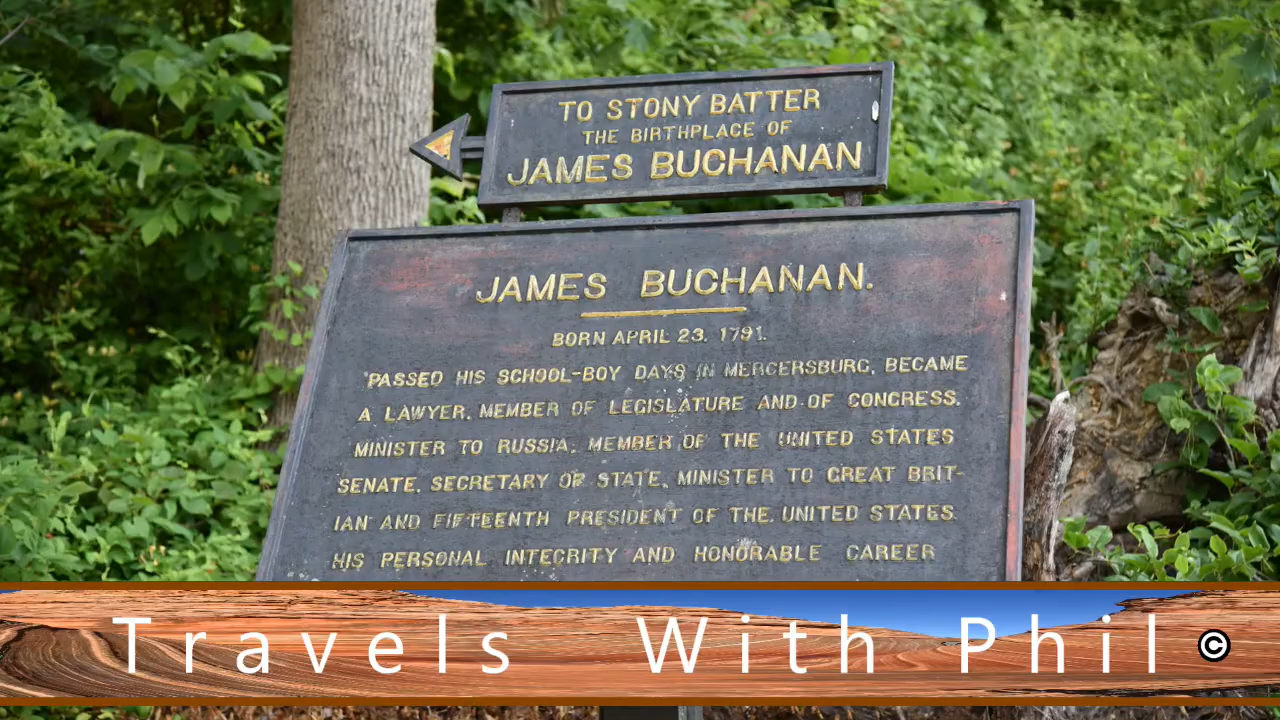 TO STONY BATTER
THE BIRTHPLACE OF
JAMES BUCHANAN
JAMES BUCHANAN.
BORN APRIL 23. 1791.
PASSED HIS SCHOOL-BOY DAYS IN MERCERSBURG, BECAME
A LAWYER, MEMBER OF LEGISLATURE AND OF CONGRESS,
MINISTER TO RUSSIA, MEMBER OF THE UNITED STATES
SENATE, SECRETARY OF STATE, MINISTER TO GREAT BRIT-
IAN AND FIFTEENTH PRESIDENT OF THE UNITED STATES.
HIS PERSONAL INTEGRITY AND HONORABLE CAREER
Travels With Phil ©